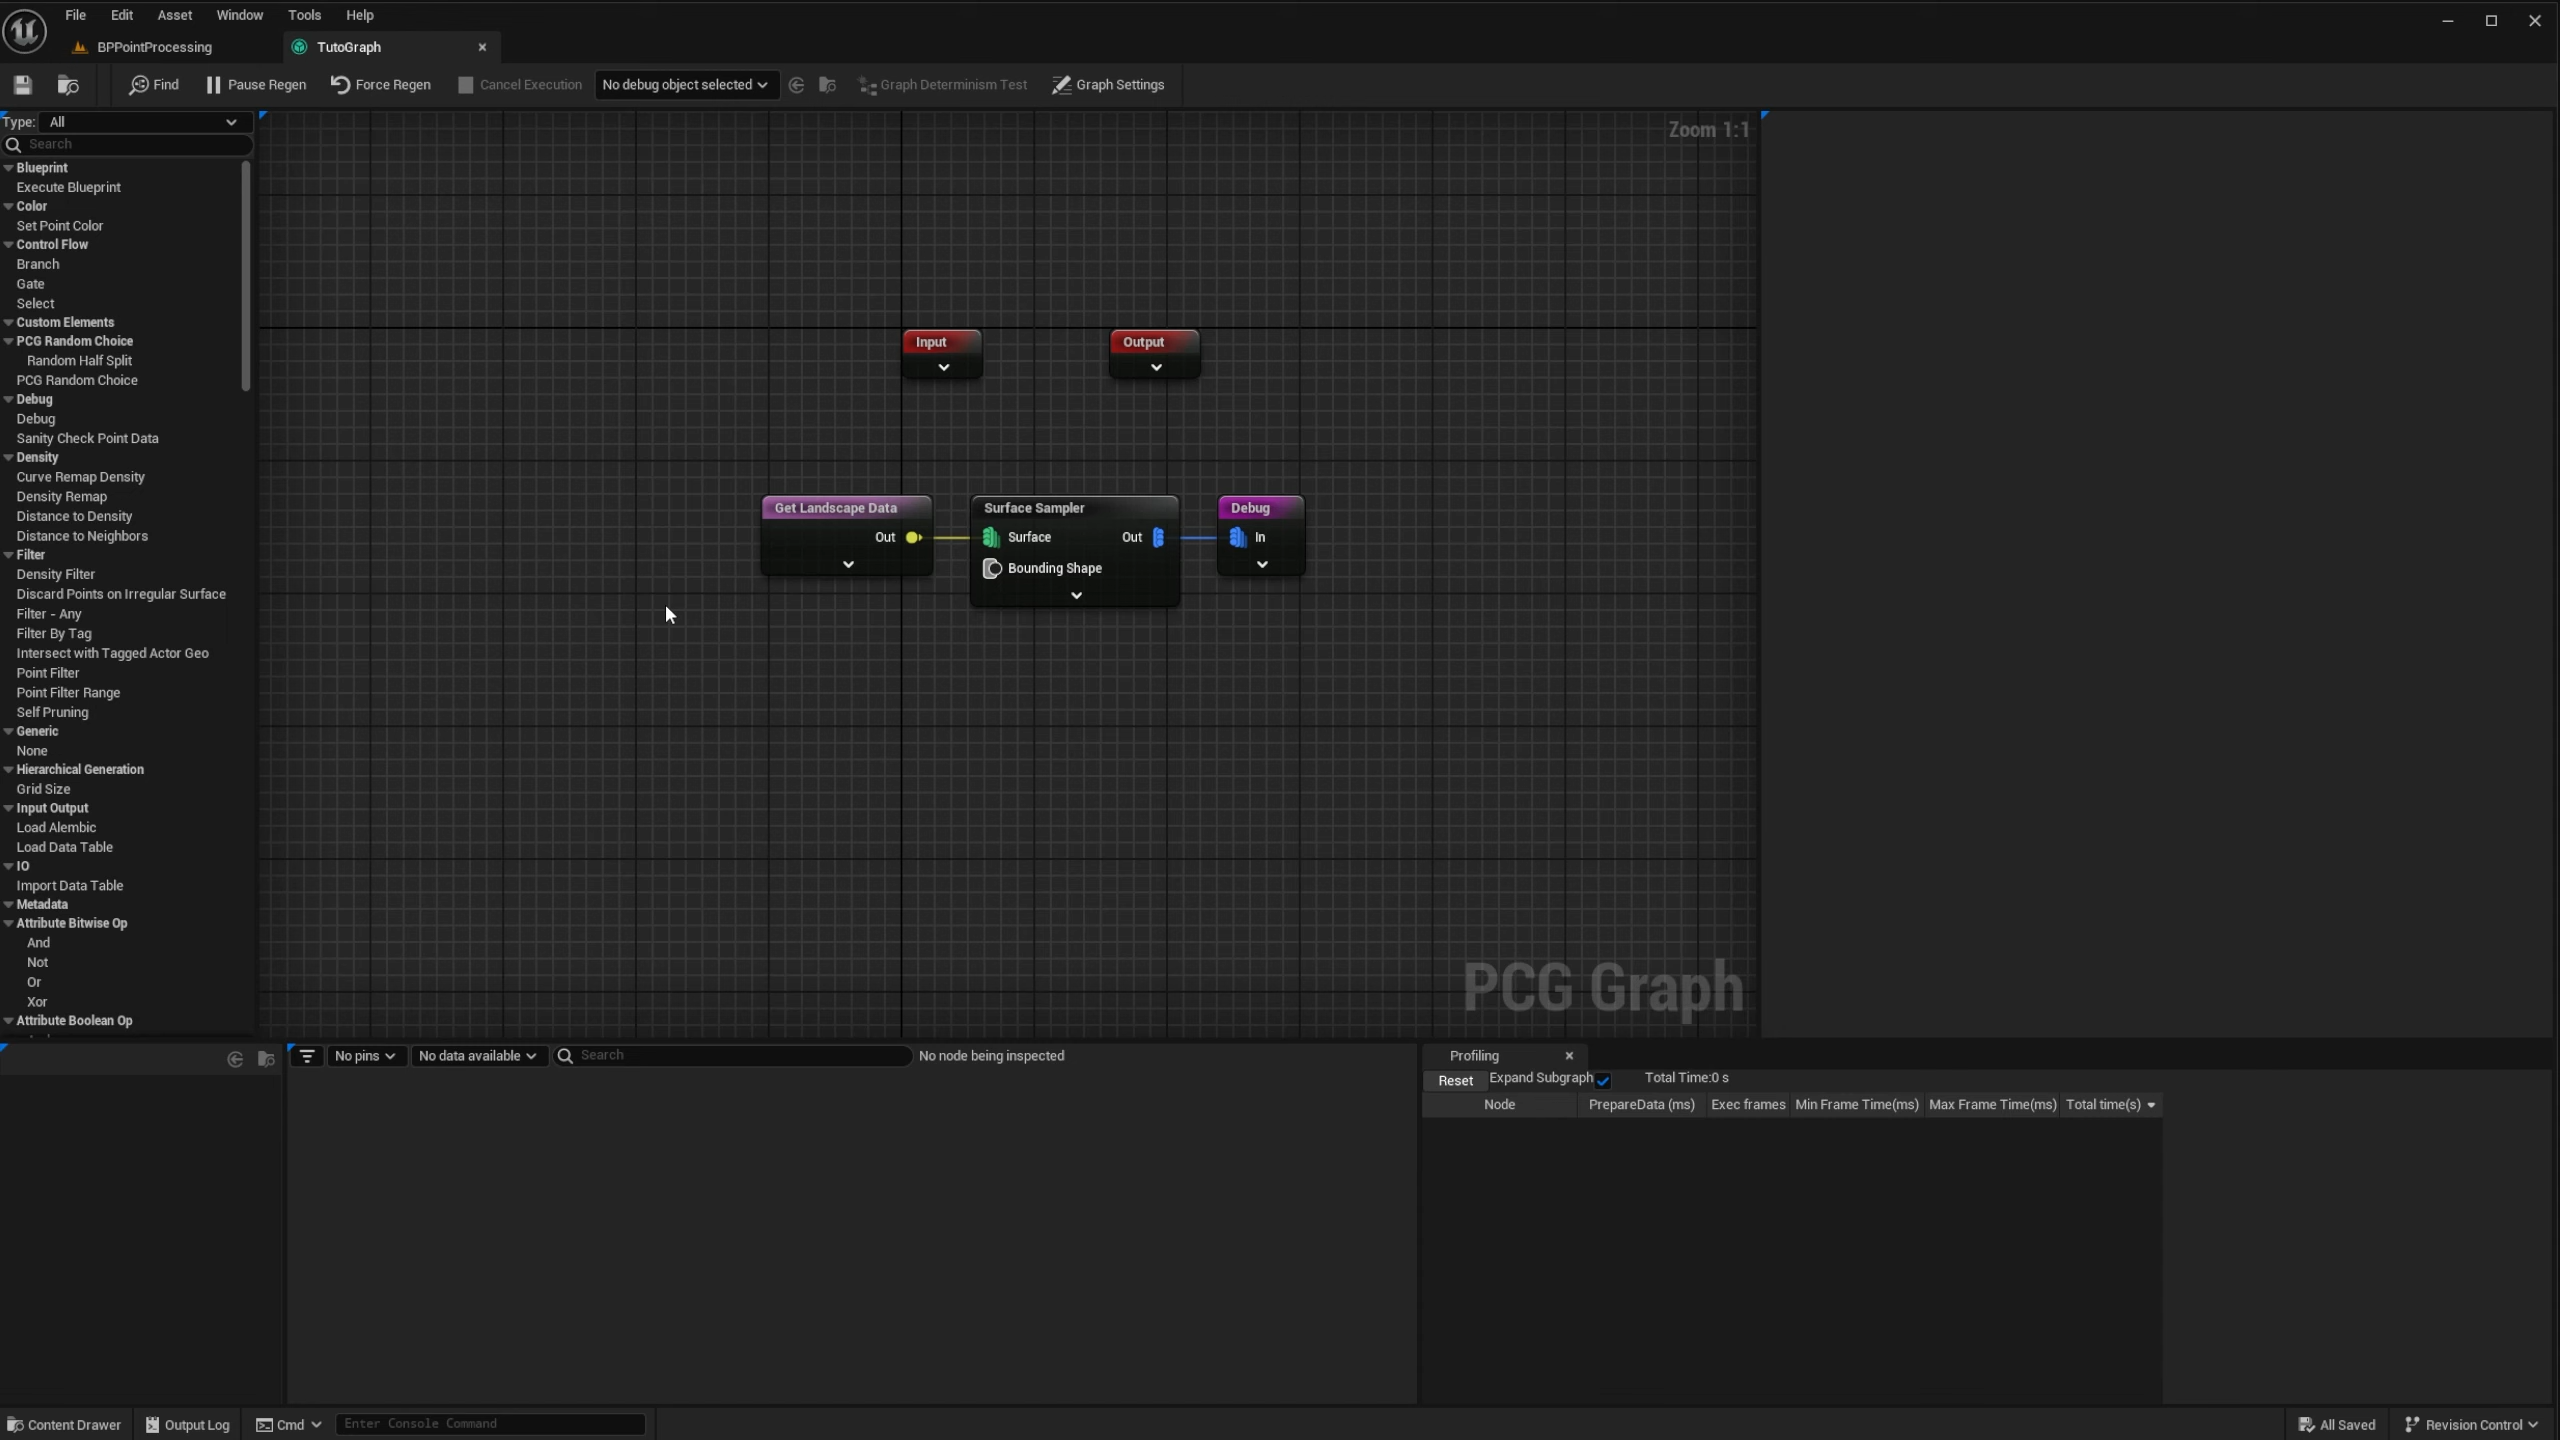 File Edit Asset Window Tools Help
BPPointProcessing TutoGraph
Find Pause Regen Force Regen Cancel Execution No debug object selected Graph Determinism Test Graph Settings
Type: All
Search
Blueprint
Execute Blueprint
Color
Set Point Color
Control Flow
Branch
Gate
Select
Custom Elements
PCG Random Choice
Random Half Split
PCG Random Choice
Debug
Debug
Sanity Check Point Data
Density
Curve Remap Density
Density Remap
Distance to Density
Distance to Neighbors
Filter
Density Filter
Discard Points on Irregular Surface
Filter - Any
Filter By Tag
Intersect with Tagged Actor Geo
Point Filter
Point Filter Range
Self Pruning
Generic
None
Hierarchical Generation
Grid Size
Input Output
Load Alembic
Load Data Table
IO
Import Data Table
Metadata
Attribute Bitwise Op
And
Not
Or
Xor
Attribute Boolean Op
Zoom 1:1
Input Output
Get Landscape Data Surface Sampler Debug
Out Surface Out In
Bounding Shape
PCG Graph
No pins No data available Search No node being inspected
Profiling
Reset Expand Subgraph Total Time:0 s
Node PrepareData (ms) Exec frames Min Frame Time(ms) Max Frame Time(ms) Total time(s)
Content Drawer Output Log Cmd Enter Console Command All Saved Revision Control